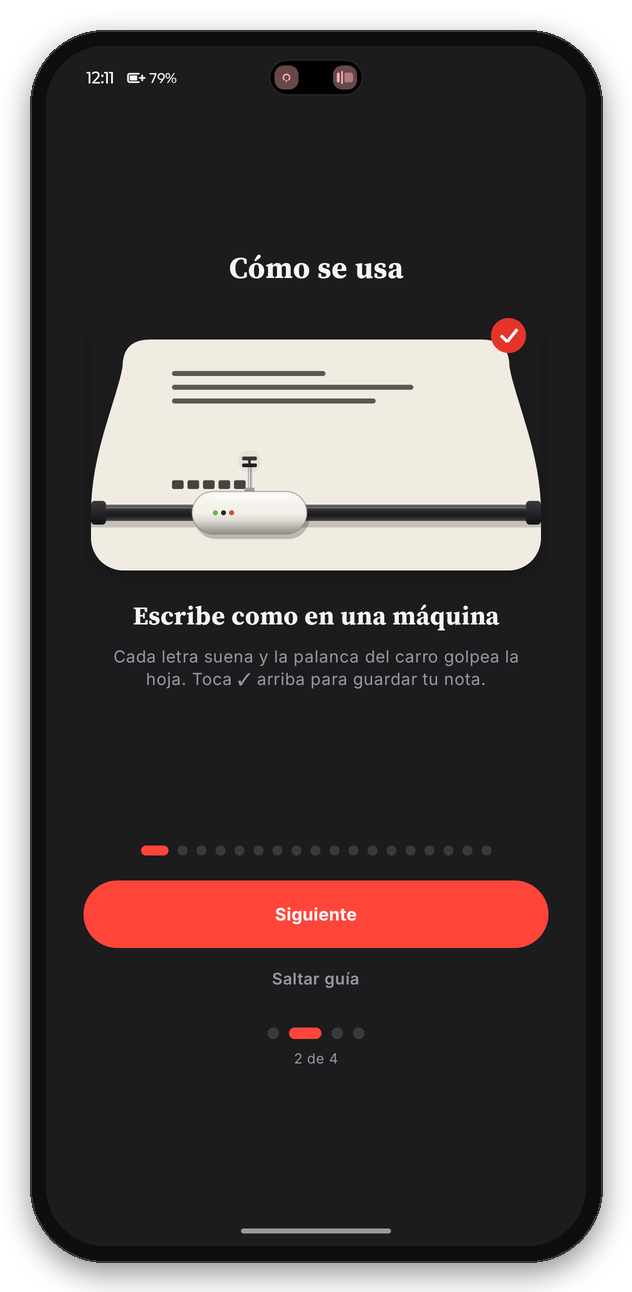 12:11 79%
Cómo se usa
Escribe como en una máquina
Cada letra suena y la palanca del carro golpea la
hoja. Toca ✓ arriba para guardar tu nota.
Siguiente
Saltar guía
2 de 4